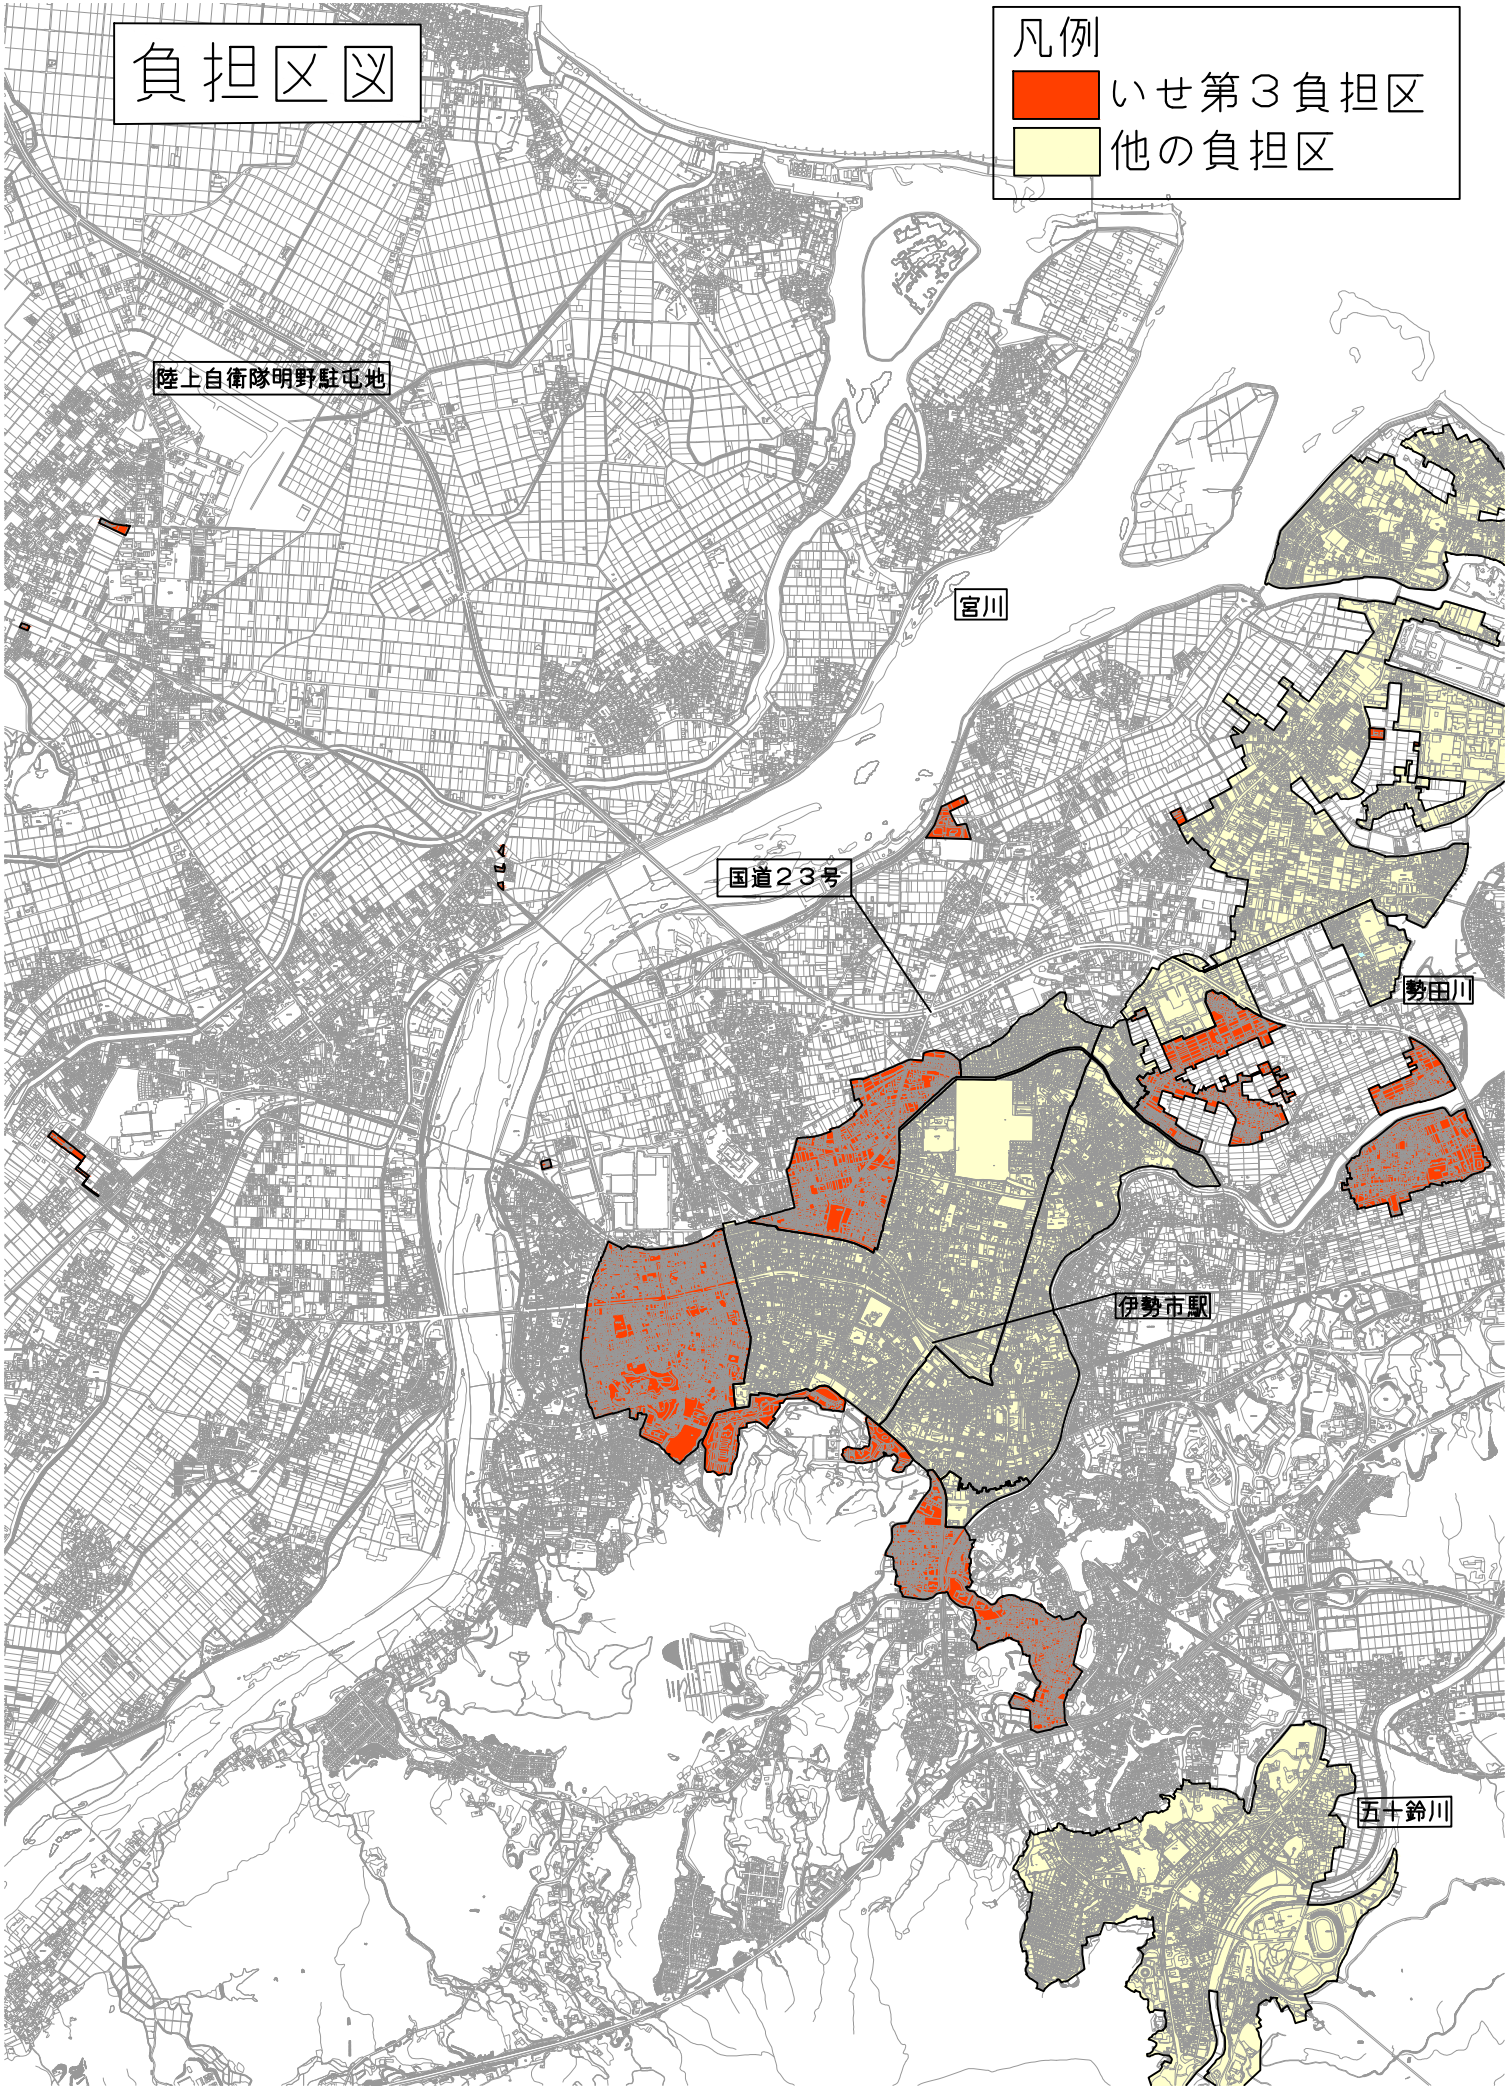 負担区図
凡例
いせ第３負担区
他の負担区
陸上自衛隊明野駐屯地
宮川
国道２３号
勢田川
伊勢市駅
五十鈴川